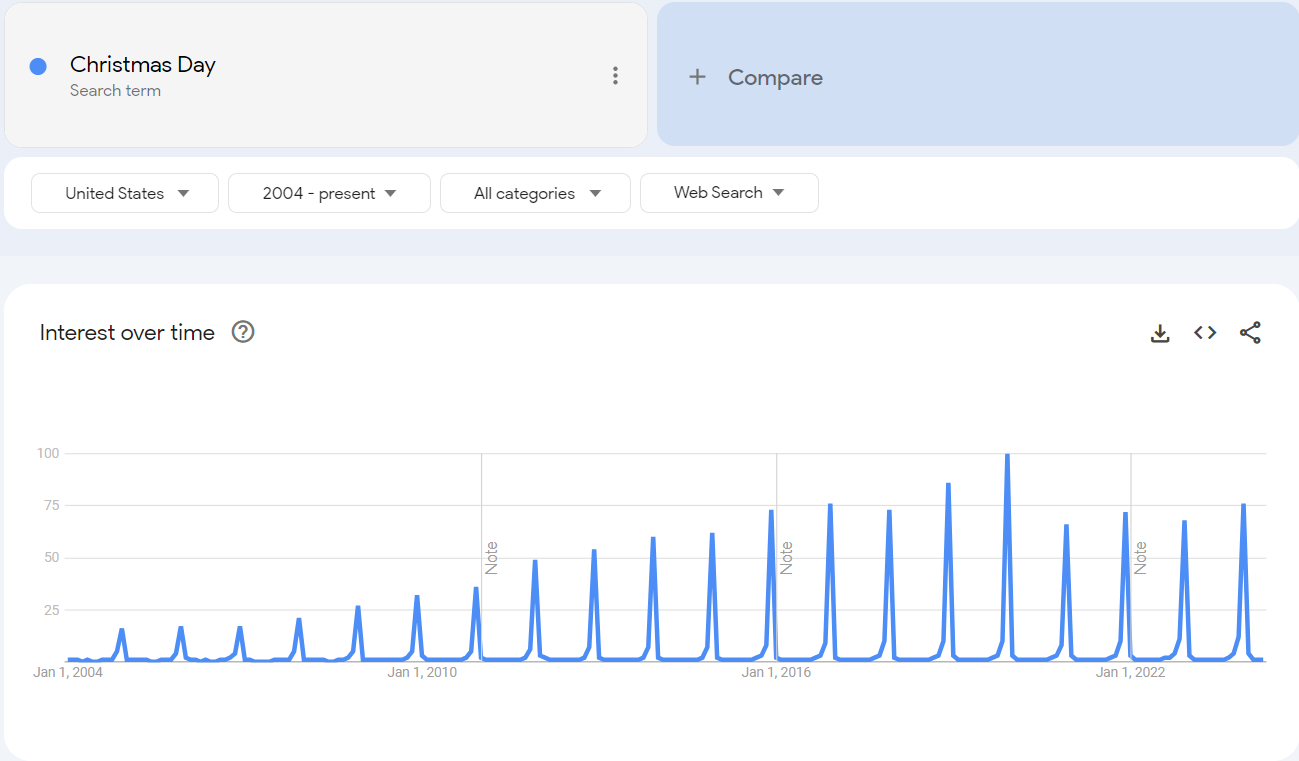 Christmas Day
Search term
+ Compare
United States
2004 - present
All categories
Web Search
Interest over time
?
100
75
50
25
Note
Note
Note
Jan 1, 2004
Jan 1, 2010
Jan 1, 2016
Jan 1, 2022